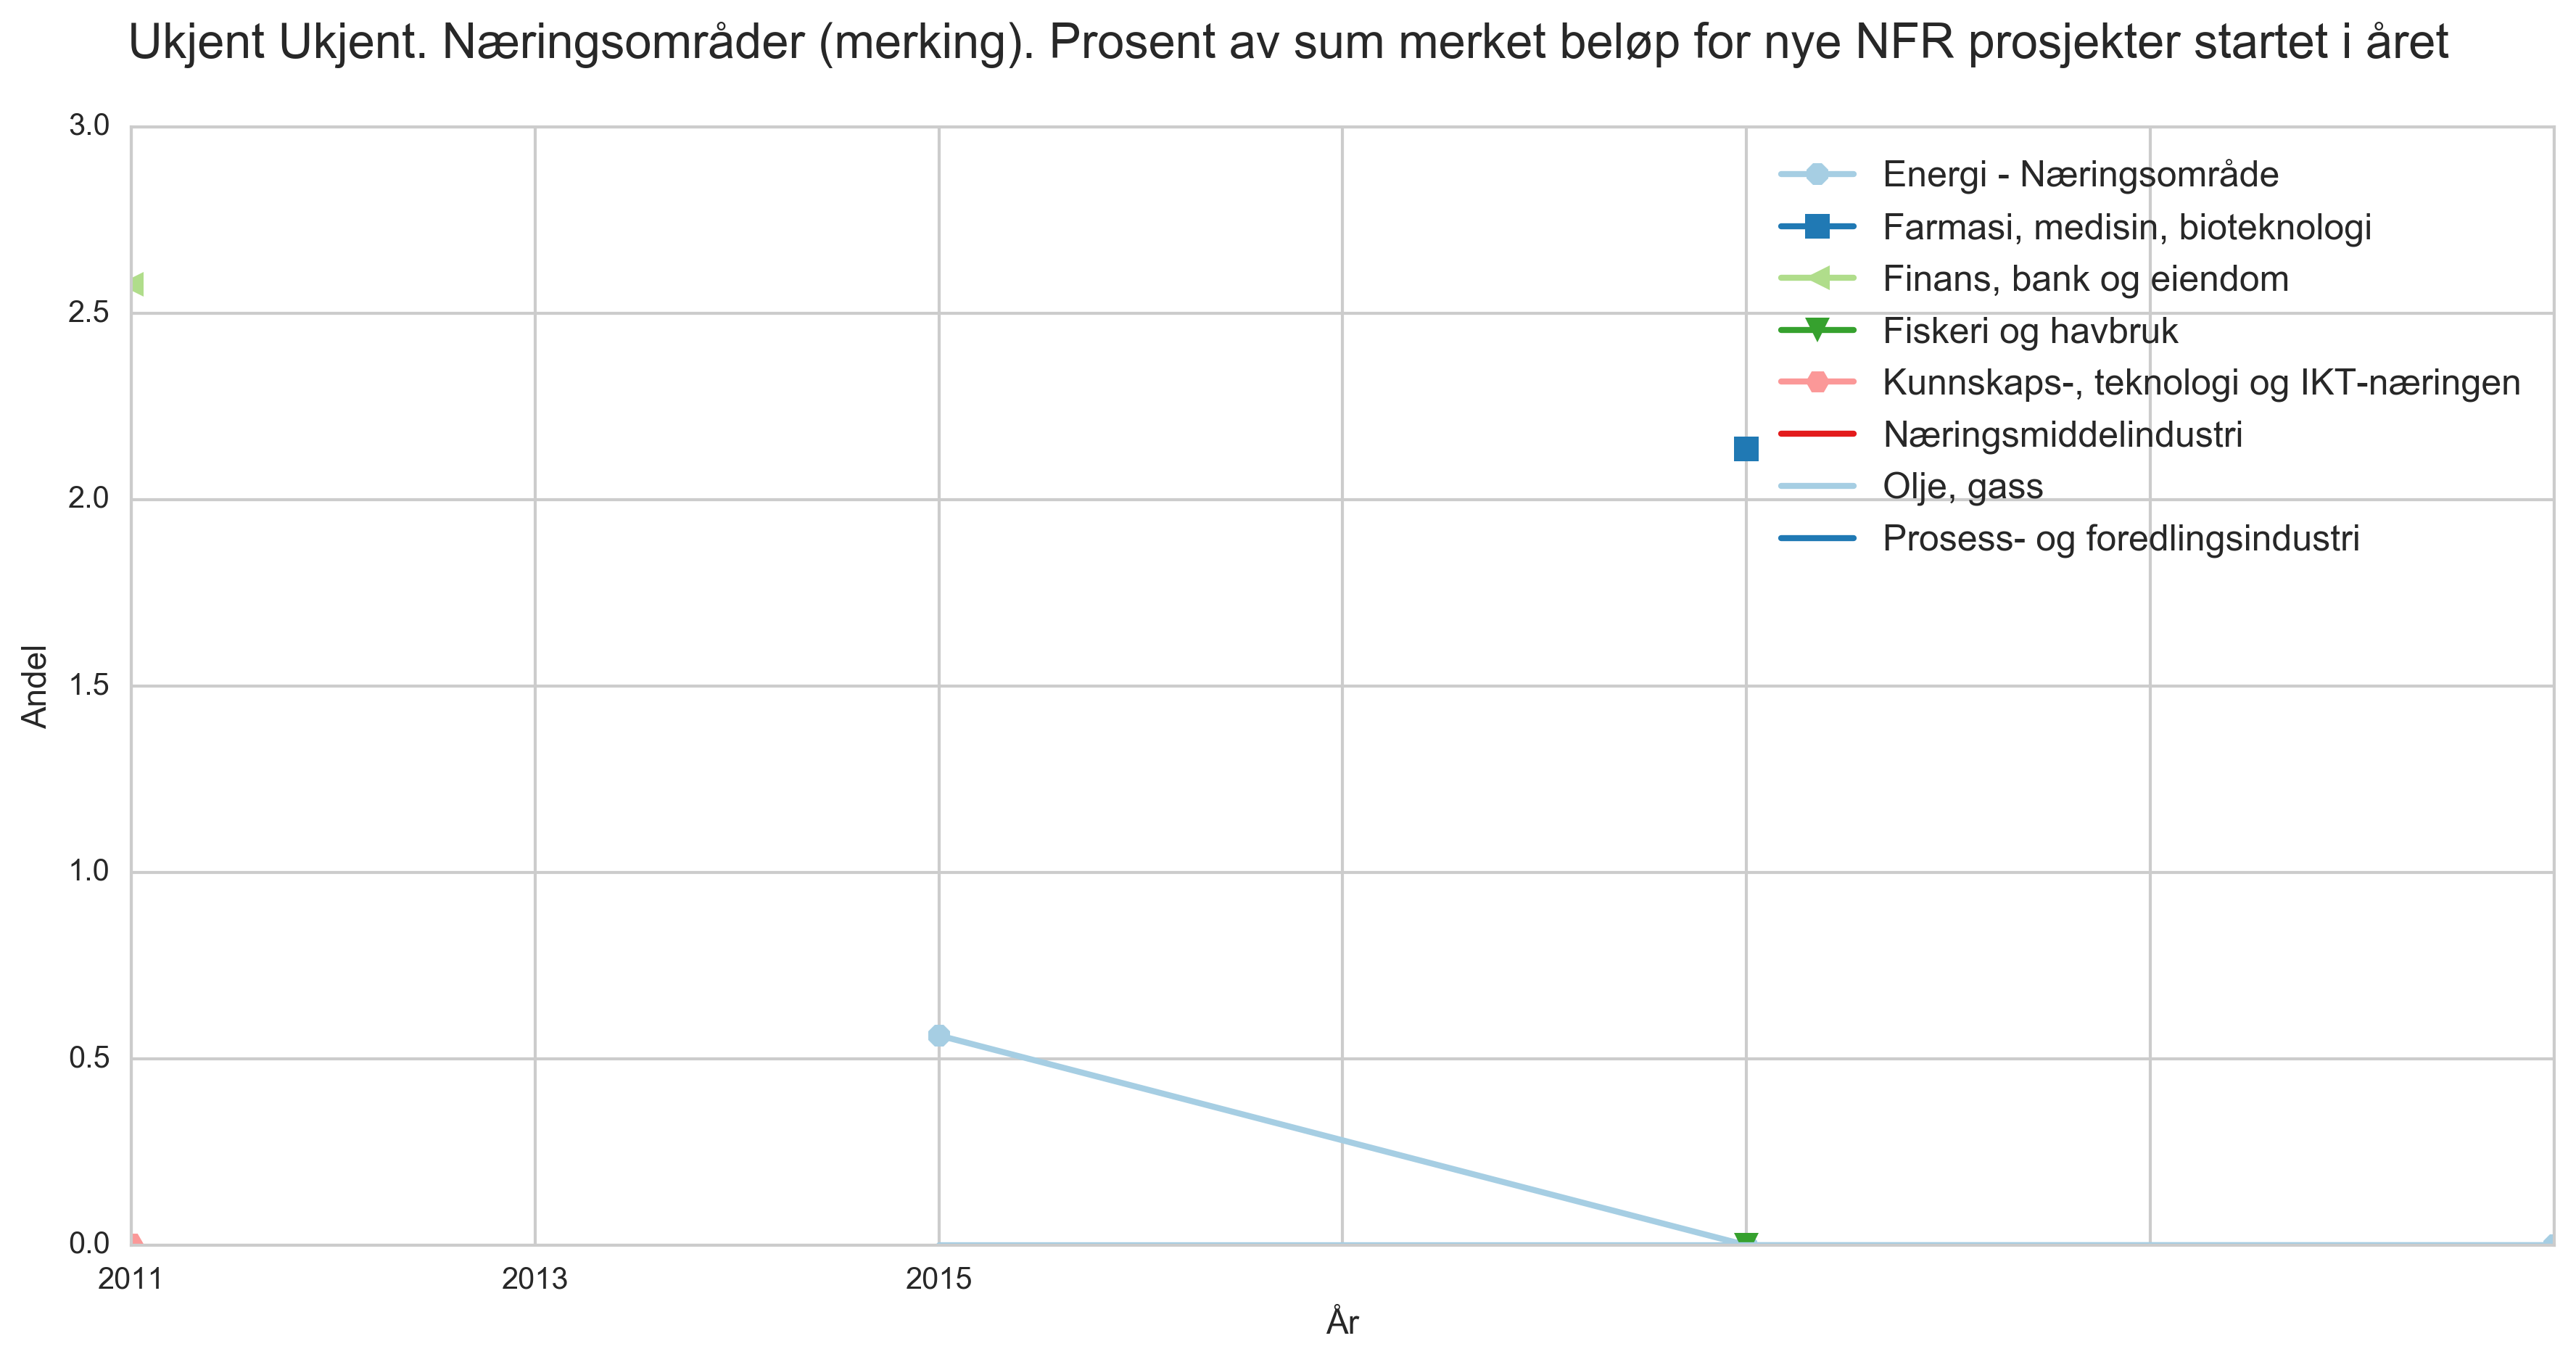 Ukjent Ukjent. Næringsområder (merking). Prosent av sum merket beløp for nye NFR prosjekter startet i året
3.0
2.5
2.0
1.5
1.0
0.5
0.0
Andel
Energi - Næringsområde
Farmasi, medisin, bioteknologi
Finans, bank og eiendom
Fiskeri og havbruk
Kunnskaps-, teknologi og IKT-næringen
Næringsmiddelindustri
Olje, gass
Prosess- og foredlingsindustri
2011 2013 2015
År